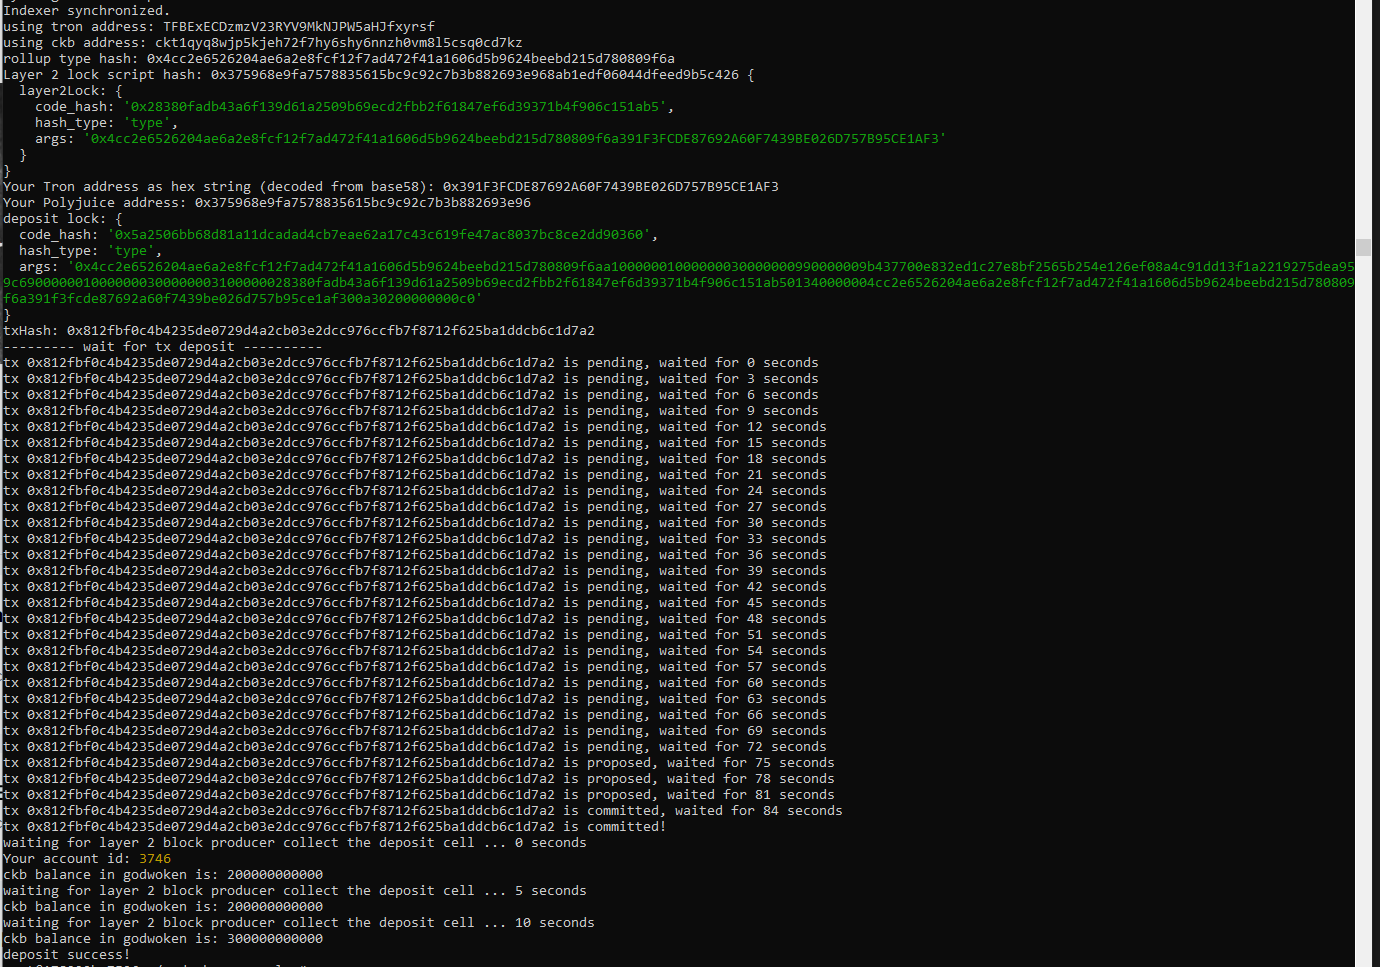 Indexer synchronized.
using tron address: TFBExECDzmzV23RYV9MkNJPW5aHJfxyrsf
using ckb address: ckt1qyq8wjp5kjeh72f7hy6shy6nnzh0vm8l5csq0cd7kz
rollup type hash: 0x4cc2e6526204ae6a2e8fcf12f7ad472f41a1606d5b9624beebd215d780809f6a
Layer 2 lock script hash: 0x375968e9fa7578835615bc9c92c7b3b882693e968ab1edf06044dfeed9b5c426 {
layer2Lock: {
code_hash: '0x28380fadb43a6f139d61a2509b69ecd2fbb2f61847ef6d39371b4f906c151ab5',
hash_type: 'type',
args: '0x4cc2e6526204ae6a2e8fcf12f7ad472f41a1606d5b9624beebd215d780809f6a391F3FCDE87692A60F7439BE026D757B95CE1AF3'
}
}
Your Tron address as hex string (decoded from base58): 0x391F3FCDE87692A60F7439BE026D757B95CE1AF3
Your Polyjuice address: 0x375968e9fa7578835615bc9c92c7b3b882693e96
deposit lock: {
code_hash: '0x5a2506bb68d81a11dcadad4cb7eae62a17c43c619fe47ac8037bc8ce2dd90360',
hash_type: 'type',
args: '0x4cc2e6526204ae6a2e8fcf12f7ad472f41a1606d5b9624beebd215d780809f6aa10000001000000030000000990000009b437700e832ed1c27e8bf2565b254e126ef08a4c91dd13f1a2219275dea95
9c6900000010000000300000003100000028380fadb43a6f139d61a2509b69ecd2fbb2f61847ef6d39371b4f906c151ab501340000004cc2e6526204ae6a2e8fcf12f7ad472f41a1606d5b9624beebd215d780809
f6a391f3fcde87692a60f7439be026d757b95ce1af300a30200000000c0'
}
txHash: 0x812fbf0c4b4235de0729d4a2cb03e2dcc976ccfb7f8712f625ba1ddcb6c1d7a2
--------- wait for tx deposit ----------
tx 0x812fbf0c4b4235de0729d4a2cb03e2dcc976ccfb7f8712f625ba1ddcb6c1d7a2 is pending, waited for 0 seconds
tx 0x812fbf0c4b4235de0729d4a2cb03e2dcc976ccfb7f8712f625ba1ddcb6c1d7a2 is pending, waited for 3 seconds
tx 0x812fbf0c4b4235de0729d4a2cb03e2dcc976ccfb7f8712f625ba1ddcb6c1d7a2 is pending, waited for 6 seconds
tx 0x812fbf0c4b4235de0729d4a2cb03e2dcc976ccfb7f8712f625ba1ddcb6c1d7a2 is pending, waited for 9 seconds
tx 0x812fbf0c4b4235de0729d4a2cb03e2dcc976ccfb7f8712f625ba1ddcb6c1d7a2 is pending, waited for 12 seconds
tx 0x812fbf0c4b4235de0729d4a2cb03e2dcc976ccfb7f8712f625ba1ddcb6c1d7a2 is pending, waited for 15 seconds
tx 0x812fbf0c4b4235de0729d4a2cb03e2dcc976ccfb7f8712f625ba1ddcb6c1d7a2 is pending, waited for 18 seconds
tx 0x812fbf0c4b4235de0729d4a2cb03e2dcc976ccfb7f8712f625ba1ddcb6c1d7a2 is pending, waited for 21 seconds
tx 0x812fbf0c4b4235de0729d4a2cb03e2dcc976ccfb7f8712f625ba1ddcb6c1d7a2 is pending, waited for 24 seconds
tx 0x812fbf0c4b4235de0729d4a2cb03e2dcc976ccfb7f8712f625ba1ddcb6c1d7a2 is pending, waited for 27 seconds
tx 0x812fbf0c4b4235de0729d4a2cb03e2dcc976ccfb7f8712f625ba1ddcb6c1d7a2 is pending, waited for 30 seconds
tx 0x812fbf0c4b4235de0729d4a2cb03e2dcc976ccfb7f8712f625ba1ddcb6c1d7a2 is pending, waited for 33 seconds
tx 0x812fbf0c4b4235de0729d4a2cb03e2dcc976ccfb7f8712f625ba1ddcb6c1d7a2 is pending, waited for 36 seconds
tx 0x812fbf0c4b4235de0729d4a2cb03e2dcc976ccfb7f8712f625ba1ddcb6c1d7a2 is pending, waited for 39 seconds
tx 0x812fbf0c4b4235de0729d4a2cb03e2dcc976ccfb7f8712f625ba1ddcb6c1d7a2 is pending, waited for 42 seconds
tx 0x812fbf0c4b4235de0729d4a2cb03e2dcc976ccfb7f8712f625ba1ddcb6c1d7a2 is pending, waited for 45 seconds
tx 0x812fbf0c4b4235de0729d4a2cb03e2dcc976ccfb7f8712f625ba1ddcb6c1d7a2 is pending, waited for 48 seconds
tx 0x812fbf0c4b4235de0729d4a2cb03e2dcc976ccfb7f8712f625ba1ddcb6c1d7a2 is pending, waited for 51 seconds
tx 0x812fbf0c4b4235de0729d4a2cb03e2dcc976ccfb7f8712f625ba1ddcb6c1d7a2 is pending, waited for 54 seconds
tx 0x812fbf0c4b4235de0729d4a2cb03e2dcc976ccfb7f8712f625ba1ddcb6c1d7a2 is pending, waited for 57 seconds
tx 0x812fbf0c4b4235de0729d4a2cb03e2dcc976ccfb7f8712f625ba1ddcb6c1d7a2 is pending, waited for 60 seconds
tx 0x812fbf0c4b4235de0729d4a2cb03e2dcc976ccfb7f8712f625ba1ddcb6c1d7a2 is pending, waited for 63 seconds
tx 0x812fbf0c4b4235de0729d4a2cb03e2dcc976ccfb7f8712f625ba1ddcb6c1d7a2 is pending, waited for 66 seconds
tx 0x812fbf0c4b4235de0729d4a2cb03e2dcc976ccfb7f8712f625ba1ddcb6c1d7a2 is pending, waited for 69 seconds
tx 0x812fbf0c4b4235de0729d4a2cb03e2dcc976ccfb7f8712f625ba1ddcb6c1d7a2 is pending, waited for 72 seconds
tx 0x812fbf0c4b4235de0729d4a2cb03e2dcc976ccfb7f8712f625ba1ddcb6c1d7a2 is proposed, waited for 75 seconds
tx 0x812fbf0c4b4235de0729d4a2cb03e2dcc976ccfb7f8712f625ba1ddcb6c1d7a2 is proposed, waited for 78 seconds
tx 0x812fbf0c4b4235de0729d4a2cb03e2dcc976ccfb7f8712f625ba1ddcb6c1d7a2 is proposed, waited for 81 seconds
tx 0x812fbf0c4b4235de0729d4a2cb03e2dcc976ccfb7f8712f625ba1ddcb6c1d7a2 is committed, waited for 84 seconds
tx 0x812fbf0c4b4235de0729d4a2cb03e2dcc976ccfb7f8712f625ba1ddcb6c1d7a2 is committed!
waiting for layer 2 block producer collect the deposit cell ... 0 seconds
Your account id: 3746
ckb balance in godwoken is: 200000000000
waiting for layer 2 block producer collect the deposit cell ... 5 seconds
ckb balance in godwoken is: 200000000000
waiting for layer 2 block producer collect the deposit cell ... 10 seconds
ckb balance in godwoken is: 300000000000
deposit success!